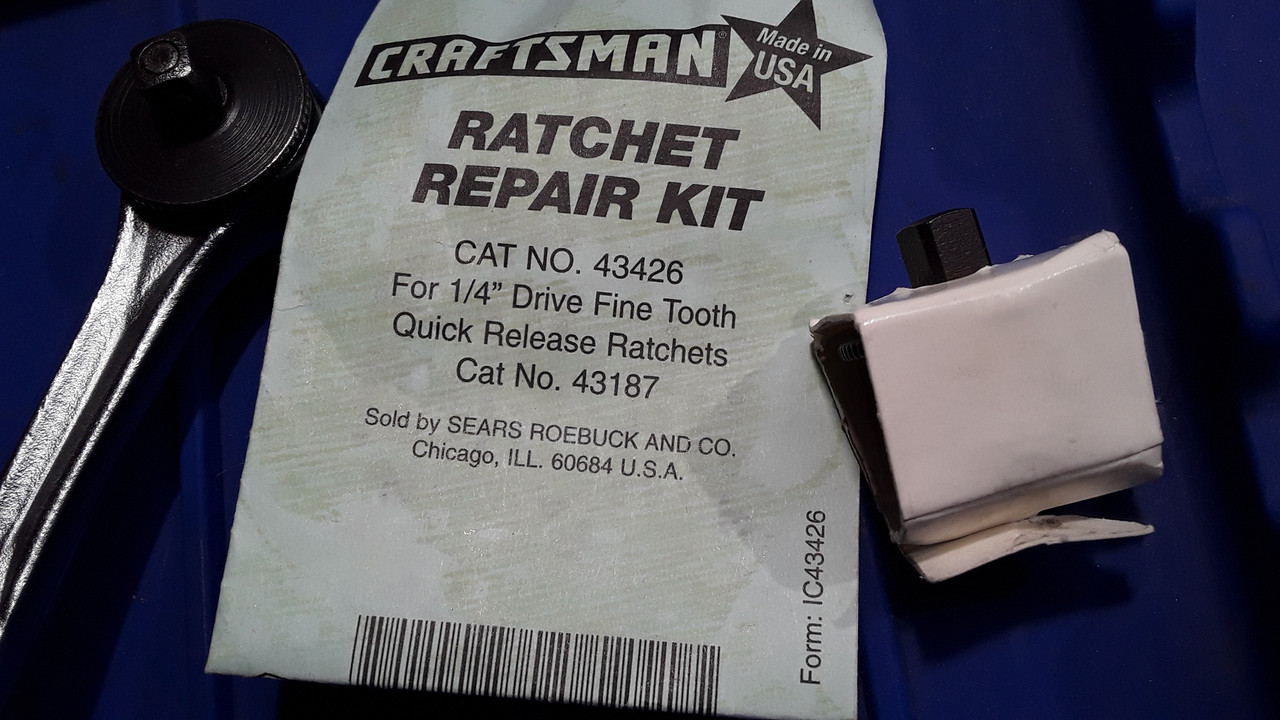 CRAFTSMAN®
Made in
USA
RATCHET
REPAIR KIT
CAT NO. 43426
For 1/4” Drive Fine Tooth
Quick Release Ratchets
Cat No. 43187
Sold by SEARS ROEBUCK AND CO.
Chicago, ILL. 60684 U.S.A.
Form: IC43426